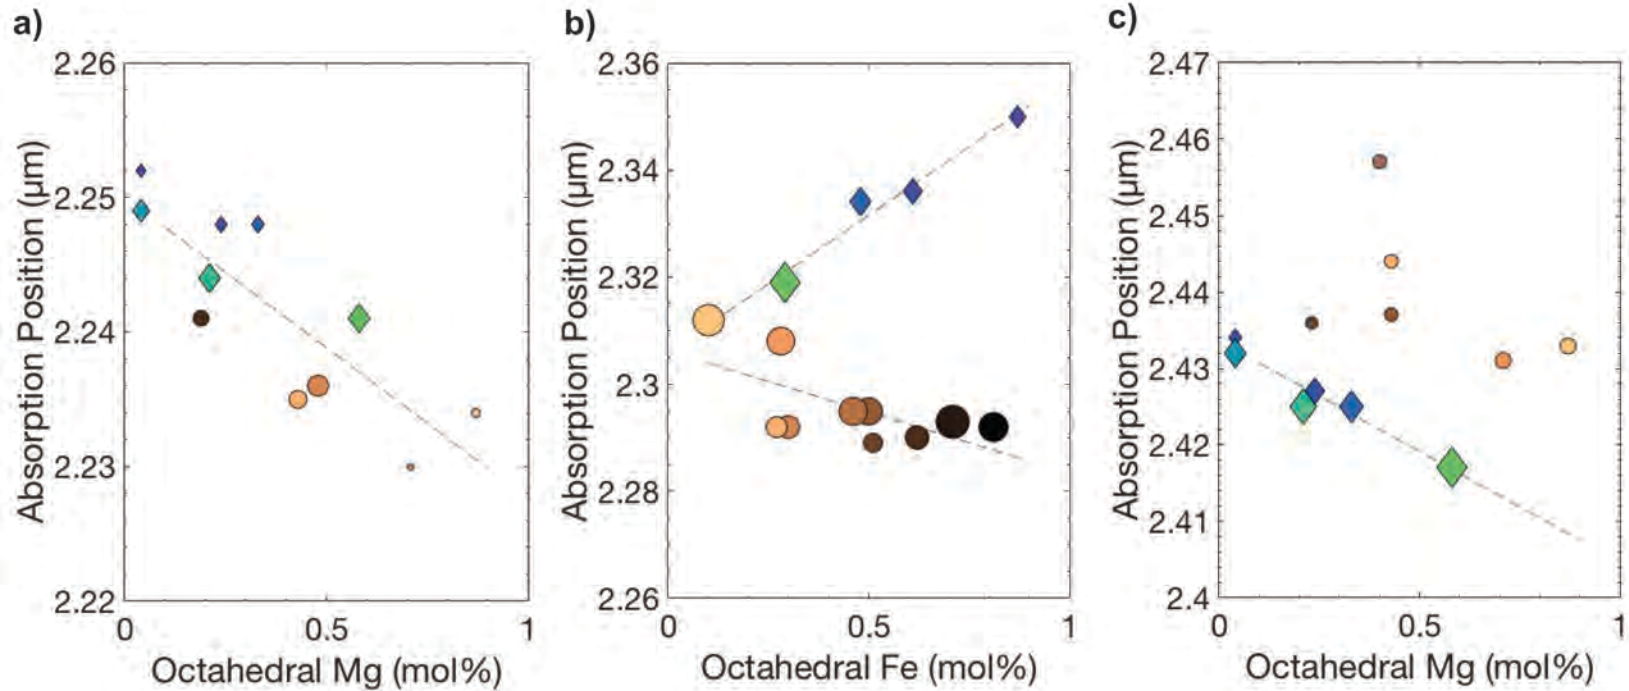 a)
Absorption Position (µm)
2.26
2.25
2.24
2.23
2.22
0 0.5 1
Octahedral Mg (mol%)
b)
Absorption Position (µm)
2.36
2.34
2.32
2.3
2.28
2.26
0 0.5 1
Octahedral Fe (mol%)
c)
Absorption Position (µm)
2.47
2.46
2.45
2.44
2.43
2.42
2.41
2.4
0 0.5 1
Octahedral Mg (mol%)